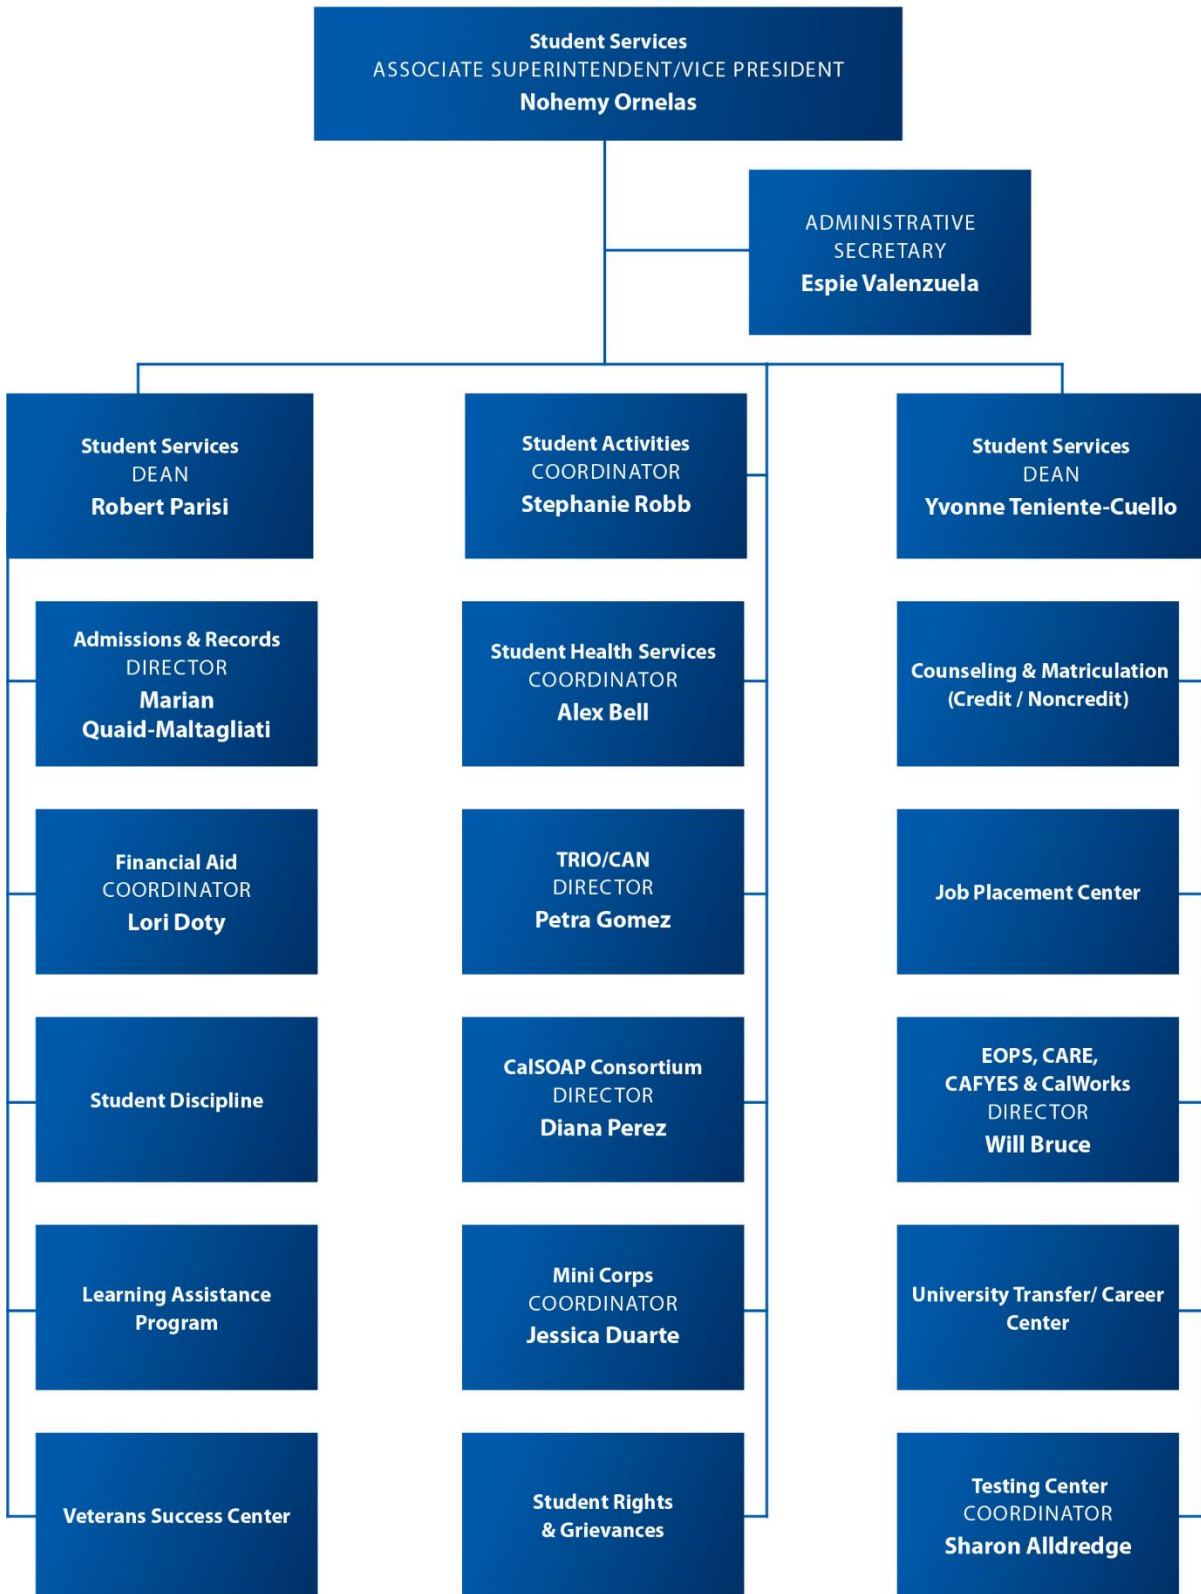 Student Services
ASSOCIATE SUPERINTENDENT/VICE PRESIDENT
Nohemy Ornelas
ADMINISTRATIVE
SECRETARY
Espie Valenzuela
Student Services
DEAN
Robert Parisi
Admissions & Records
DIRECTOR
Marian
Quaid-Maltagliati
Financial Aid
COORDINATOR
Lori Doty
Student Discipline
Learning Assistance
Program
Veterans Success Center
Student Activities
COORDINATOR
Stephanie Robb
Student Health Services
COORDINATOR
Alex Bell
TRIO/CAN
DIRECTOR
Petra Gomez
CalSOAP Consortium
DIRECTOR
Diana Perez
Mini Corps
COORDINATOR
Jessica Duarte
Student Rights
& Grievances
Student Services
DEAN
Yvonne Teniente-Cuello
Counseling & Matriculation
(Credit / Noncredit)
Job Placement Center
EOPS, CARE,
CAFYES & CalWorks
DIRECTOR
Will Bruce
University Transfer/ Career
Center
Testing Center
COORDINATOR
Sharon Alldredge